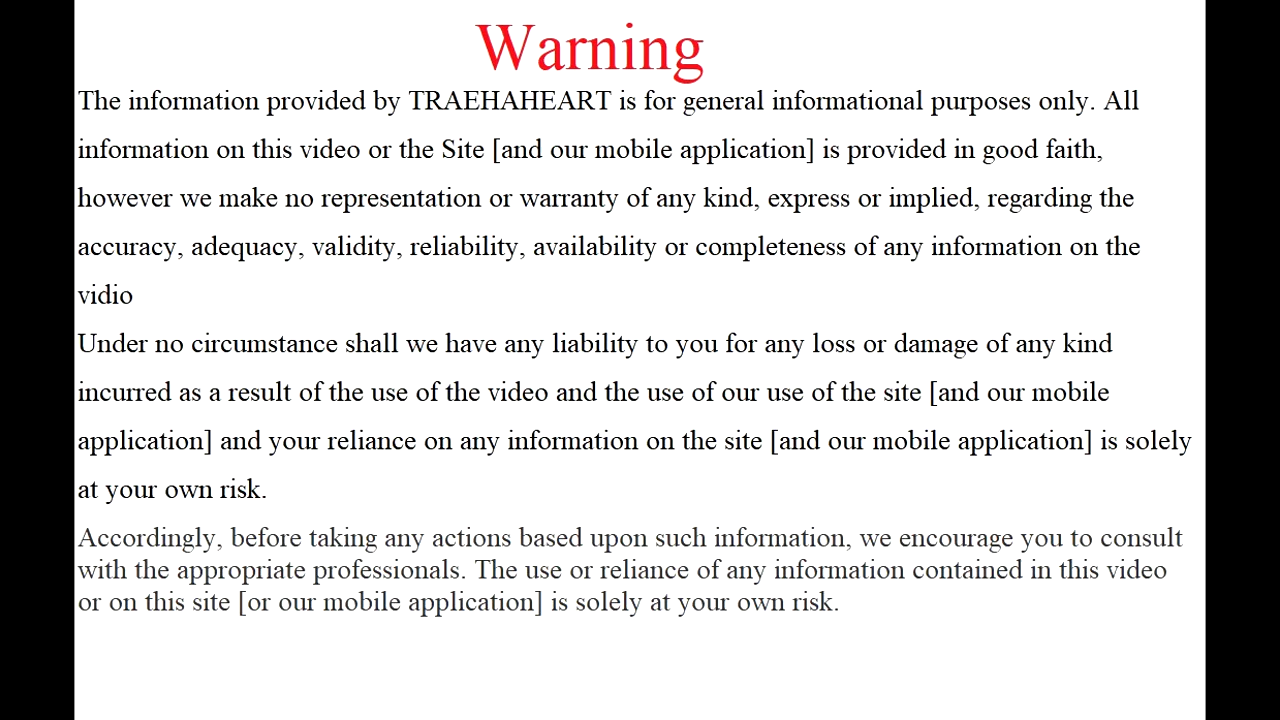 Warning
The information provided by TRAEHAHEART is for general informational purposes only. All
information on this video or the Site [and our mobile application] is provided in good faith,
however we make no representation or warranty of any kind, express or implied, regarding the
accuracy, adequacy, validity, reliability, availability or completeness of any information on the
vidio
Under no circumstance shall we have any liability to you for any loss or damage of any kind
incurred as a result of the use of the video and the use of our use of the site [and our mobile
application] and your reliance on any information on the site [and our mobile application] is solely
at your own risk.
Accordingly, before taking any actions based upon such information, we encourage you to consult
with the appropriate professionals. The use or reliance of any information contained in this video
or on this site [or our mobile application] is solely at your own risk.